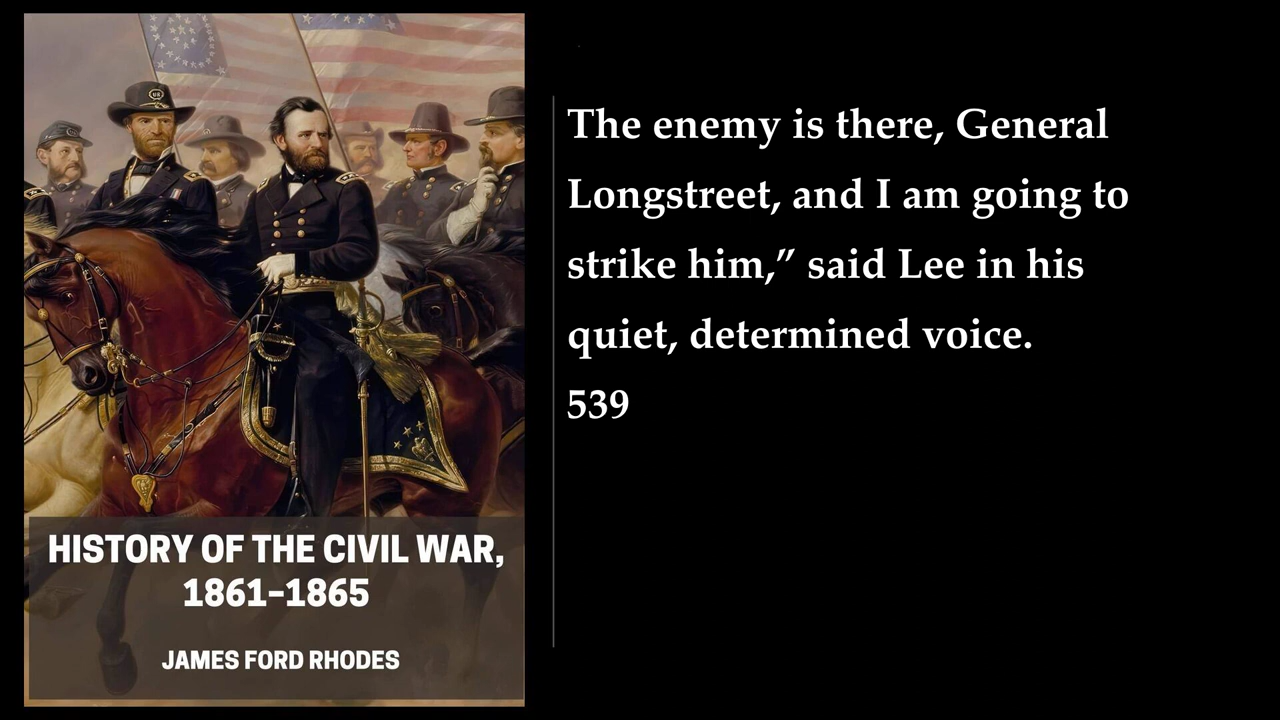 HISTORY OF THE CIVIL WAR,
1861–1865
JAMES FORD RHODES
The enemy is there, General
Longstreet, and I am going to
strike him,” said Lee in his
quiet, determined voice.
539